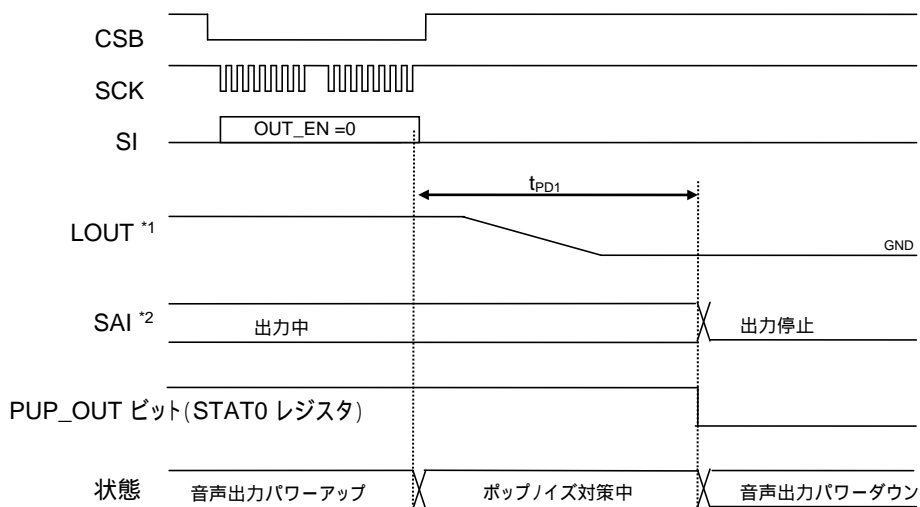 CSB
SCK
SI OUT_EN =0
tPD1
LOUT *1 GND
SAI *2 出力中 出力停止
PUP_OUT ビット(STAT0 レジスタ)
状態 音声出力パワーアップ ポップノイズ対策中 音声出力パワーダウン